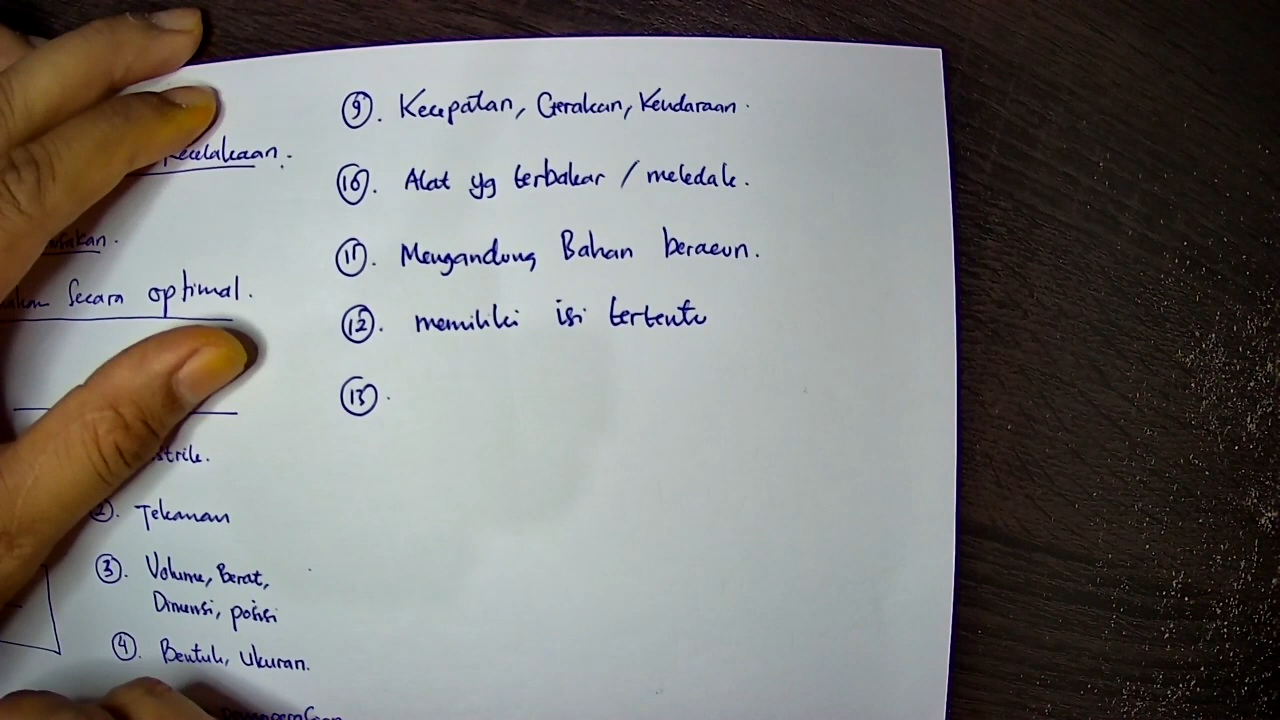 kecelakaan.
Secara optimal.
2. Tekanan
3. Volume, Berat,
Dimensi, posisi
4. Bentuk, Ukuran.
9. Kecepatan, Gerakan, Kendaraan.
10. Alat yg terbakar / meledak.
11. Mengandung Bahan beracun.
12. memiliki isi tertentu
13.